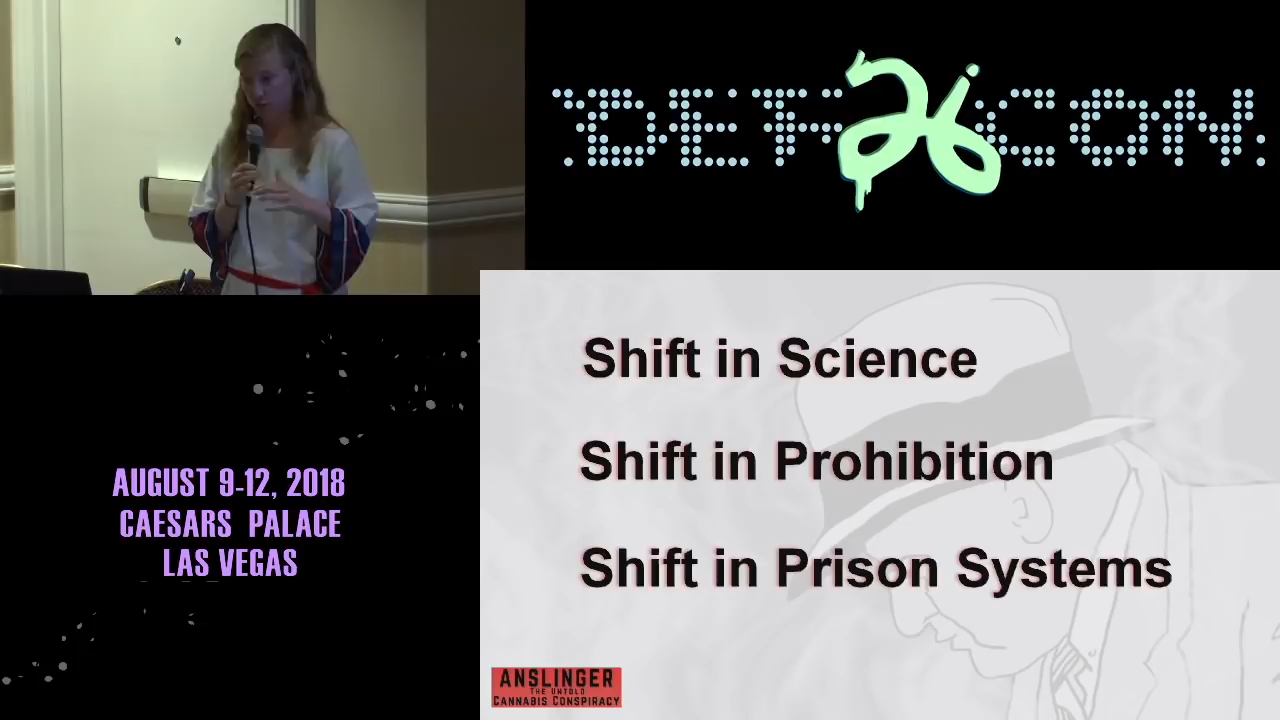 DEF 26 CON
Shift in Science
Shift in Prohibition
Shift in Prison Systems
AUGUST 9-12, 2018
CAESARS PALACE
LAS VEGAS
ANSLINGER
THE UNTOLD
CANNABIS CONSPIRACY